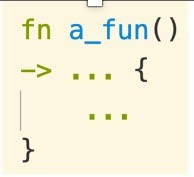 fn a_fun()
-> ... {
    ...
}